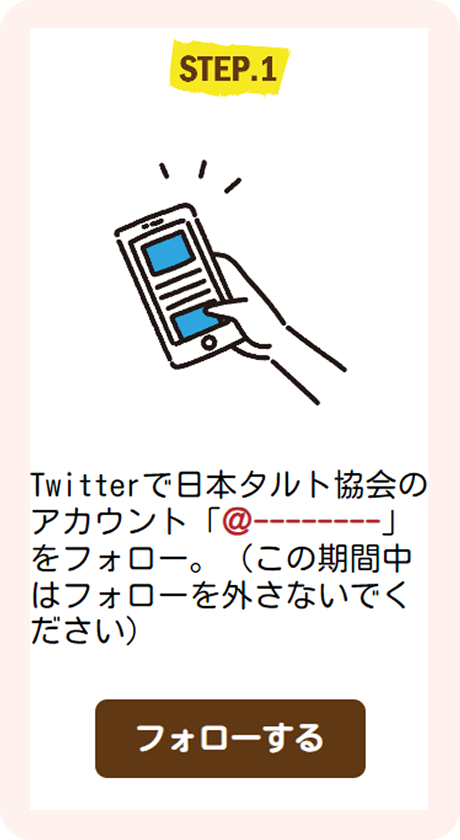 STEP.1
Twitterで日本タルト協会の
アカウント「@---------」
をフォロー。（この期間中
はフォローを外さないでく
ださい）
フォローする